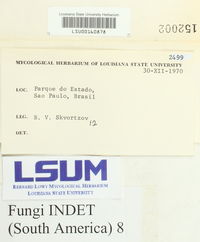 Louisiana State University Herbarium
LSU00140878
152002
2499
MYCOLOGICAL HERBARIUM OF LOUISIANA STATE UNIVERSITY
30-XII-1970
LOC. Parque do Estado,
Sao Paulo, Brasil
LEG. B. V. Skvortzov
12
DET.
LSUM
BERNARD LOWY MYCOLOGICAL HERBARIUM
LOUISIANA STATE UNIVERSITY
Fungi INDET
(South America) 8